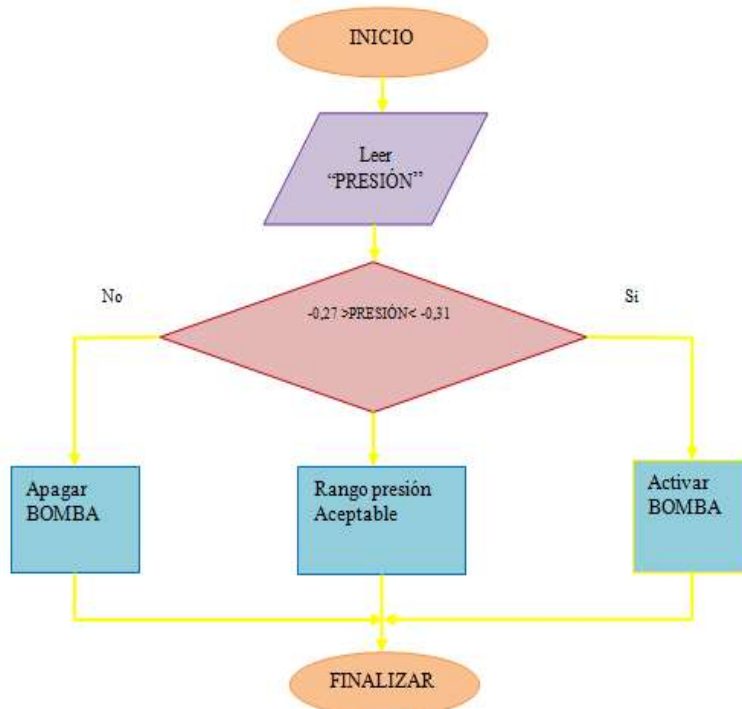 INICIO
Leer
“PRESIÓN”
No
Si
-0,27 >PRESIÓN< -0,31
Apagar
BOMBA
Rango presión
Aceptable
Activar
BOMBA
FINALIZAR